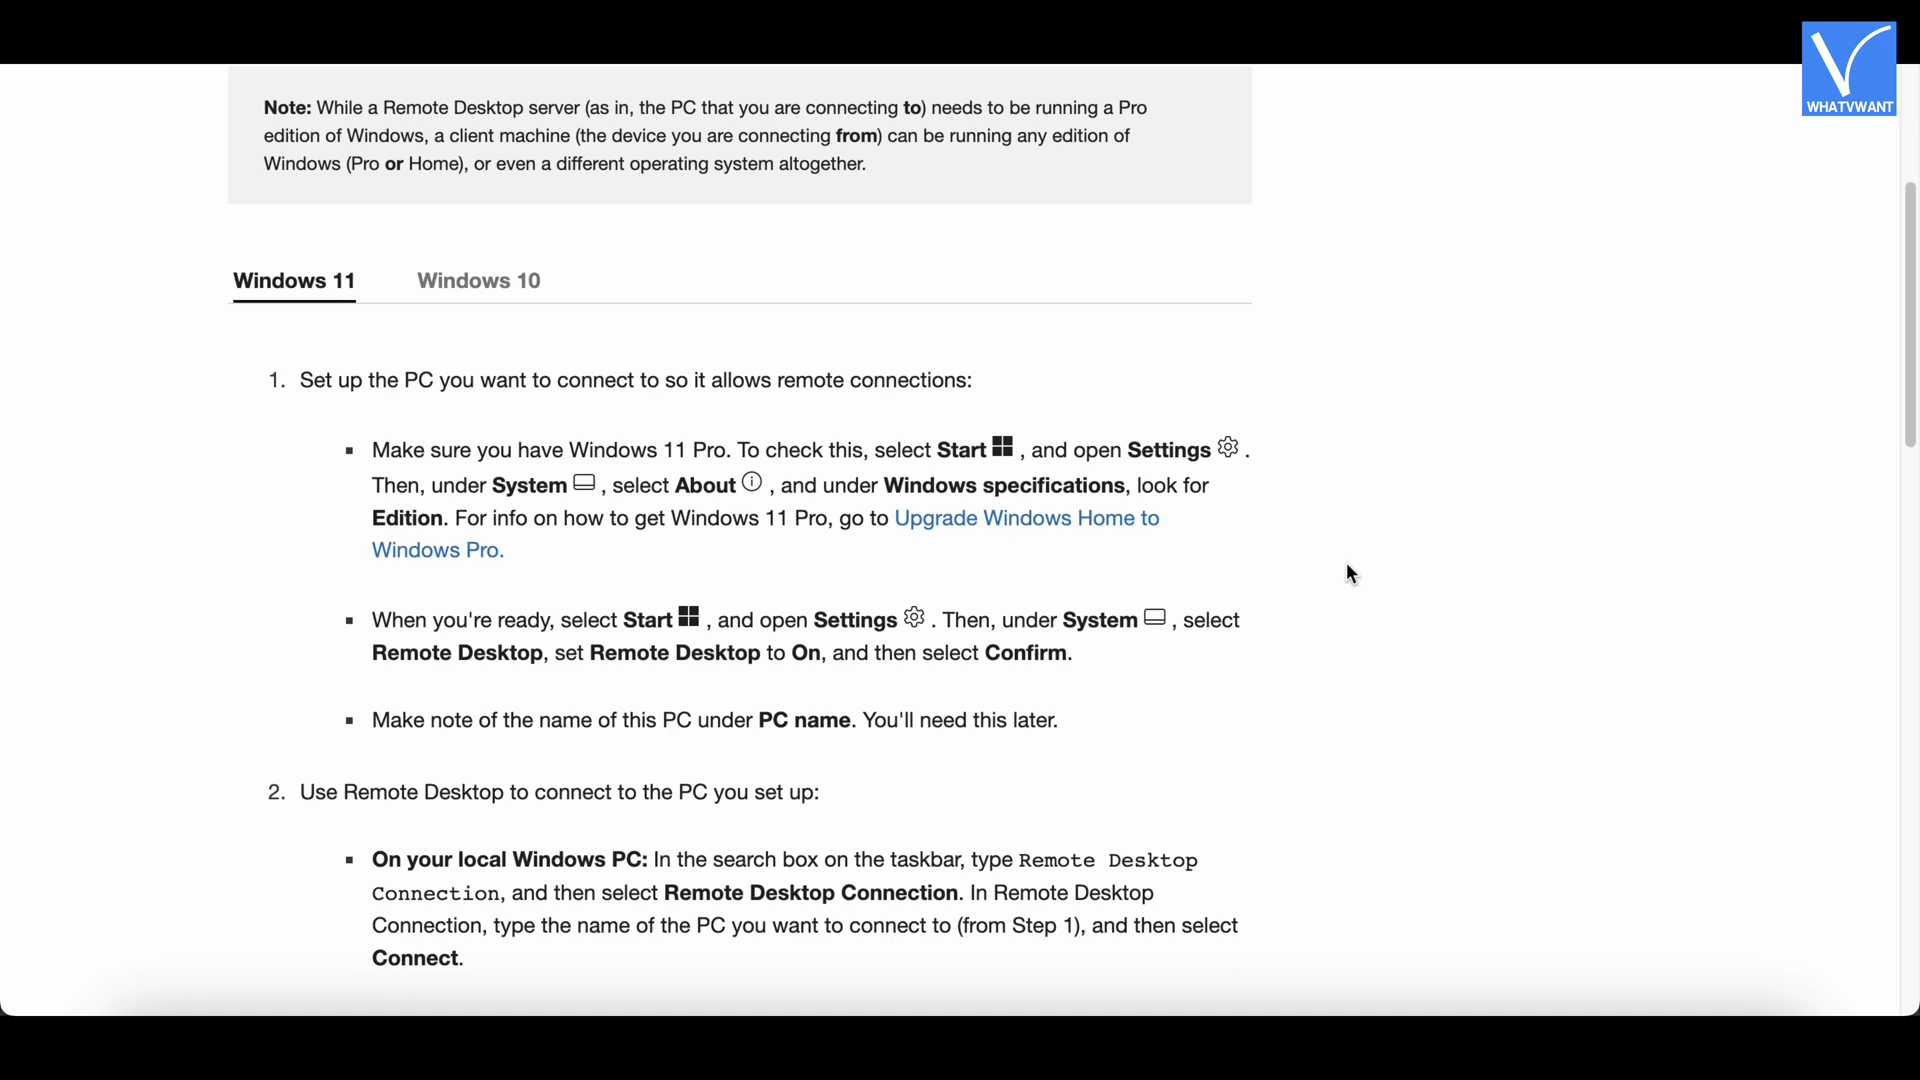 WHATVWANT
Note: While a Remote Desktop server (as in, the PC that you are connecting to) needs to be running a Pro
edition of Windows, a client machine (the device you are connecting from) can be running any edition of
Windows (Pro or Home), or even a different operating system altogether.
Windows 11 Windows 10
1. Set up the PC you want to connect to so it allows remote connections:
▪ Make sure you have Windows 11 Pro. To check this, select Start , and open Settings .
Then, under System , select About , and under Windows specifications, look for
Edition. For info on how to get Windows 11 Pro, go to Upgrade Windows Home to
Windows Pro.
▪ When you're ready, select Start , and open Settings . Then, under System , select
Remote Desktop, set Remote Desktop to On, and then select Confirm.
▪ Make note of the name of this PC under PC name. You'll need this later.
2. Use Remote Desktop to connect to the PC you set up:
▪ On your local Windows PC: In the search box on the taskbar, type Remote Desktop
Connection, and then select Remote Desktop Connection. In Remote Desktop
Connection, type the name of the PC you want to connect to (from Step 1), and then select
Connect.